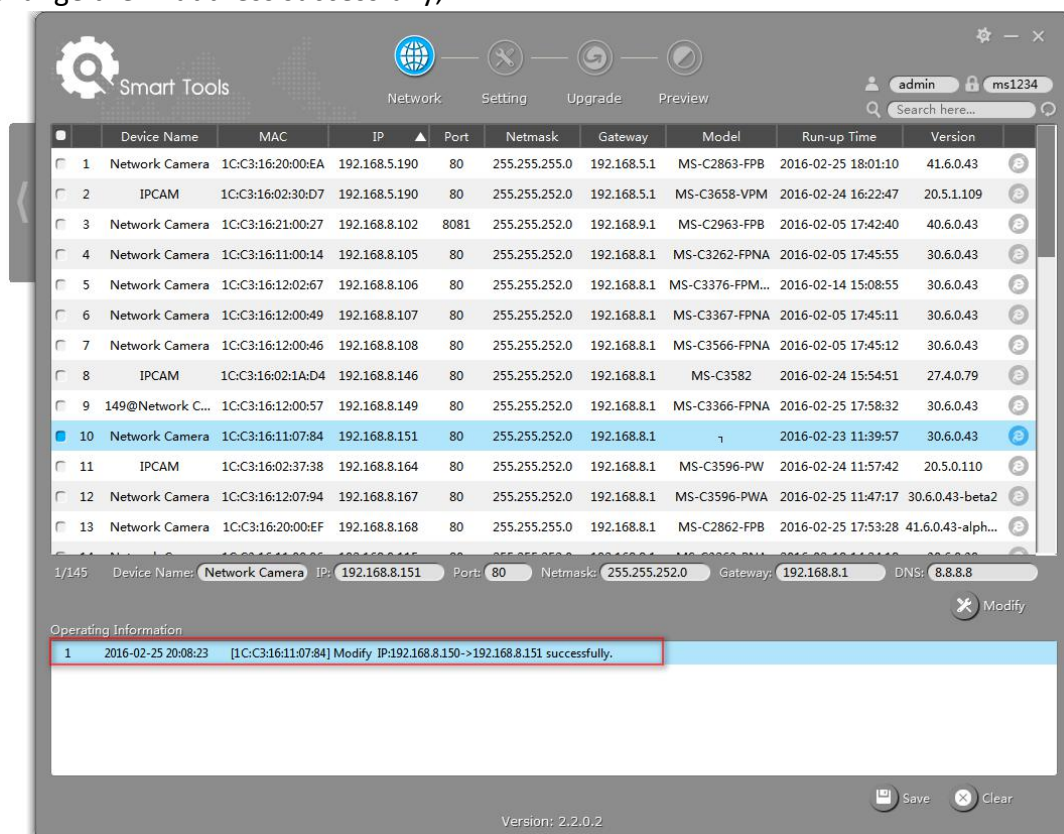 Smart Tools
Network Setting Upgrade Preview
admin ms1234
Search here...
Device Name MAC IP Port Netmask Gateway Model Run-up Time Version
1 Network Camera 1C:C3:16:20:00:EA 192.168.5.190 80 255.255.255.0 192.168.5.1 MS-C2863-FPB 2016-02-25 18:01:10 41.6.0.43
2 IPCAM 1C:C3:16:02:30:D7 192.168.5.190 80 255.255.255.0 192.168.5.1 MS-C3658-VPM 2016-02-24 16:22:47 20.5.1.109
3 Network Camera 1C:C3:16:21:00:27 192.168.8.102 8081 255.255.252.0 192.168.9.1 MS-C2963-FPB 2016-02-05 17:42:40 40.6.0.43
4 Network Camera 1C:C3:16:11:00:14 192.168.8.105 80 255.255.252.0 192.168.8.1 MS-C3262-FPNA 2016-02-05 17:45:55 30.6.0.43
5 Network Camera 1C:C3:16:12:02:67 192.168.8.106 80 255.255.252.0 192.168.8.1 MS-C3376-FPM... 2016-02-14 15:08:55 30.6.0.43
6 Network Camera 1C:C3:16:12:00:49 192.168.8.107 80 255.255.252.0 192.168.8.1 MS-C3367-FPNA 2016-02-05 17:45:11 30.6.0.43
7 Network Camera 1C:C3:16:12:00:46 192.168.8.108 80 255.255.252.0 192.168.8.1 MS-C3566-FPNA 2016-02-05 17:45:12 30.6.0.43
8 IPCAM 1C:C3:16:02:1A:D4 192.168.8.146 80 255.255.252.0 192.168.8.1 MS-C3582 2016-02-24 15:54:51 27.4.0.79
9 149@Network C... 1C:C3:16:12:00:57 192.168.8.149 80 255.255.252.0 192.168.8.1 MS-C3366-FPNA 2016-02-25 17:58:32 30.6.0.43
10 Network Camera 1C:C3:16:11:07:84 192.168.8.151 80 255.255.252.0 192.168.8.1 2016-02-23 11:39:57 30.6.0.43
11 IPCAM 1C:C3:16:02:37:38 192.168.8.164 80 255.255.252.0 192.168.8.1 MS-C3596-PW 2016-02-24 11:57:42 20.5.0.110
12 Network Camera 1C:C3:16:12:07:94 192.168.8.167 80 255.255.252.0 192.168.8.1 MS-C3596-PWA 2016-02-25 11:47:17 30.6.0.43-beta2
13 Network Camera 1C:C3:16:20:00:EF 192.168.8.168 80 255.255.252.0 192.168.8.1 MS-C2862-FPB 2016-02-25 17:53:28 41.6.0.43-alph...
1/145 Device Name: Network Camera IP: 192.168.8.151 Port: 80 Netmask: 255.255.252.0 Gateway: 192.168.8.1 DNS: 8.8.8.8
Modify
Operating Information
1 2016-02-25 20:08:23 [1C:C3:16:11:07:84] Modify IP:192.168.8.150->192.168.8.151 successfully.
Save Clear
Version: 2.2.0.2